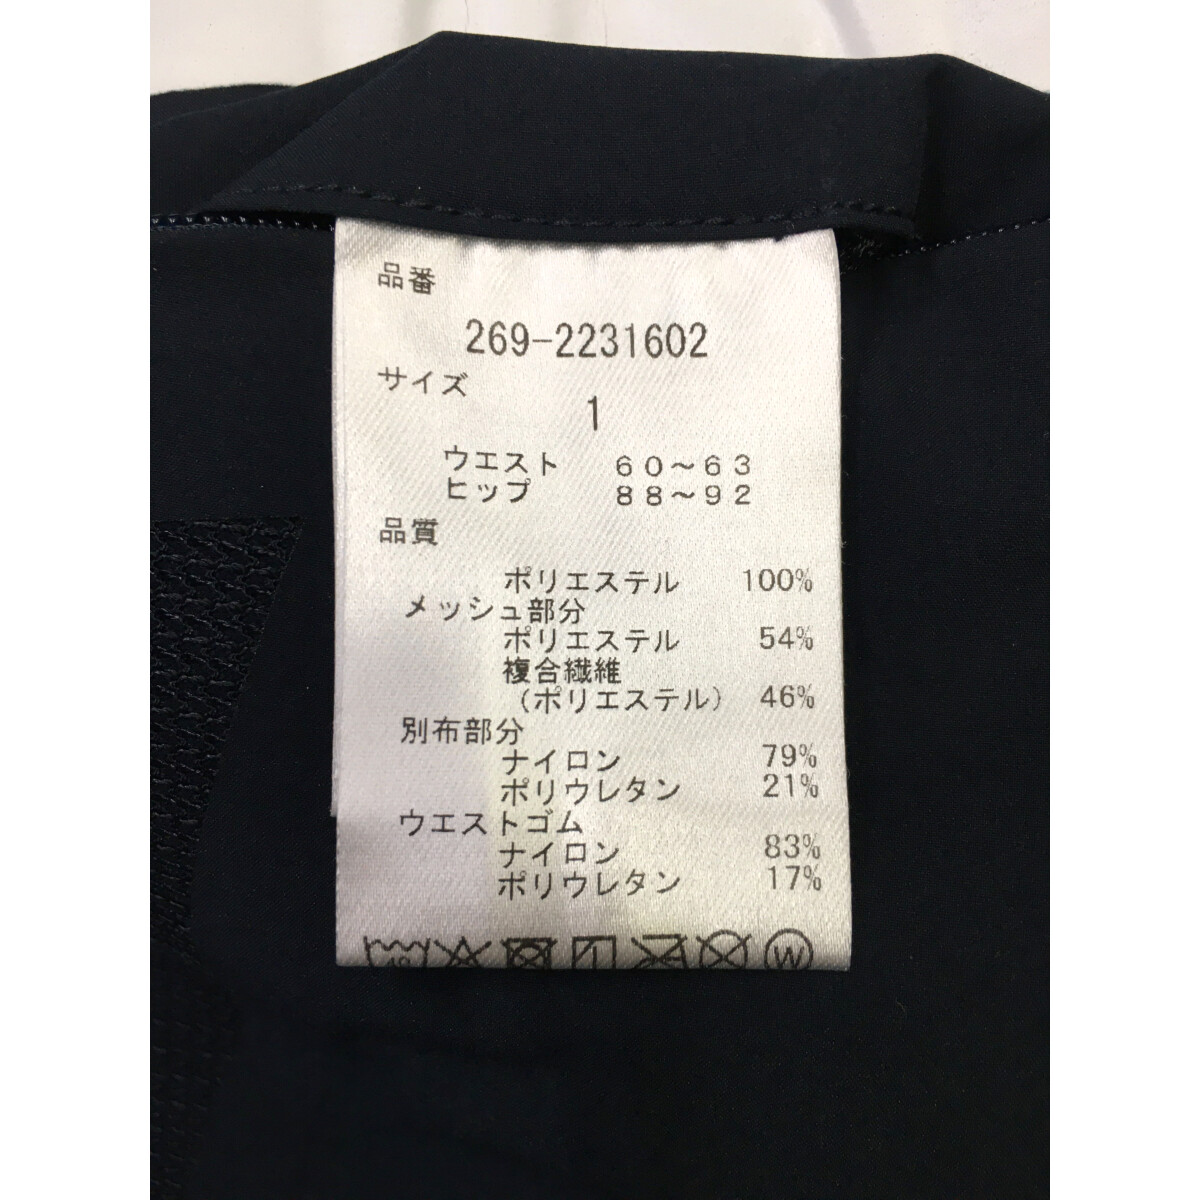 品番
269-2231602
サイズ
1
ウエスト 60～63
ヒップ 88～92
品質
ポリエステル 100%
メッシュ部分
ポリエステル 54%
複合繊維
(ポリエステル) 46%
別布部分
ナイロン 79%
ポリウレタン 21%
ウエストゴム
ナイロン 83%
ポリウレタン 17%
40 W